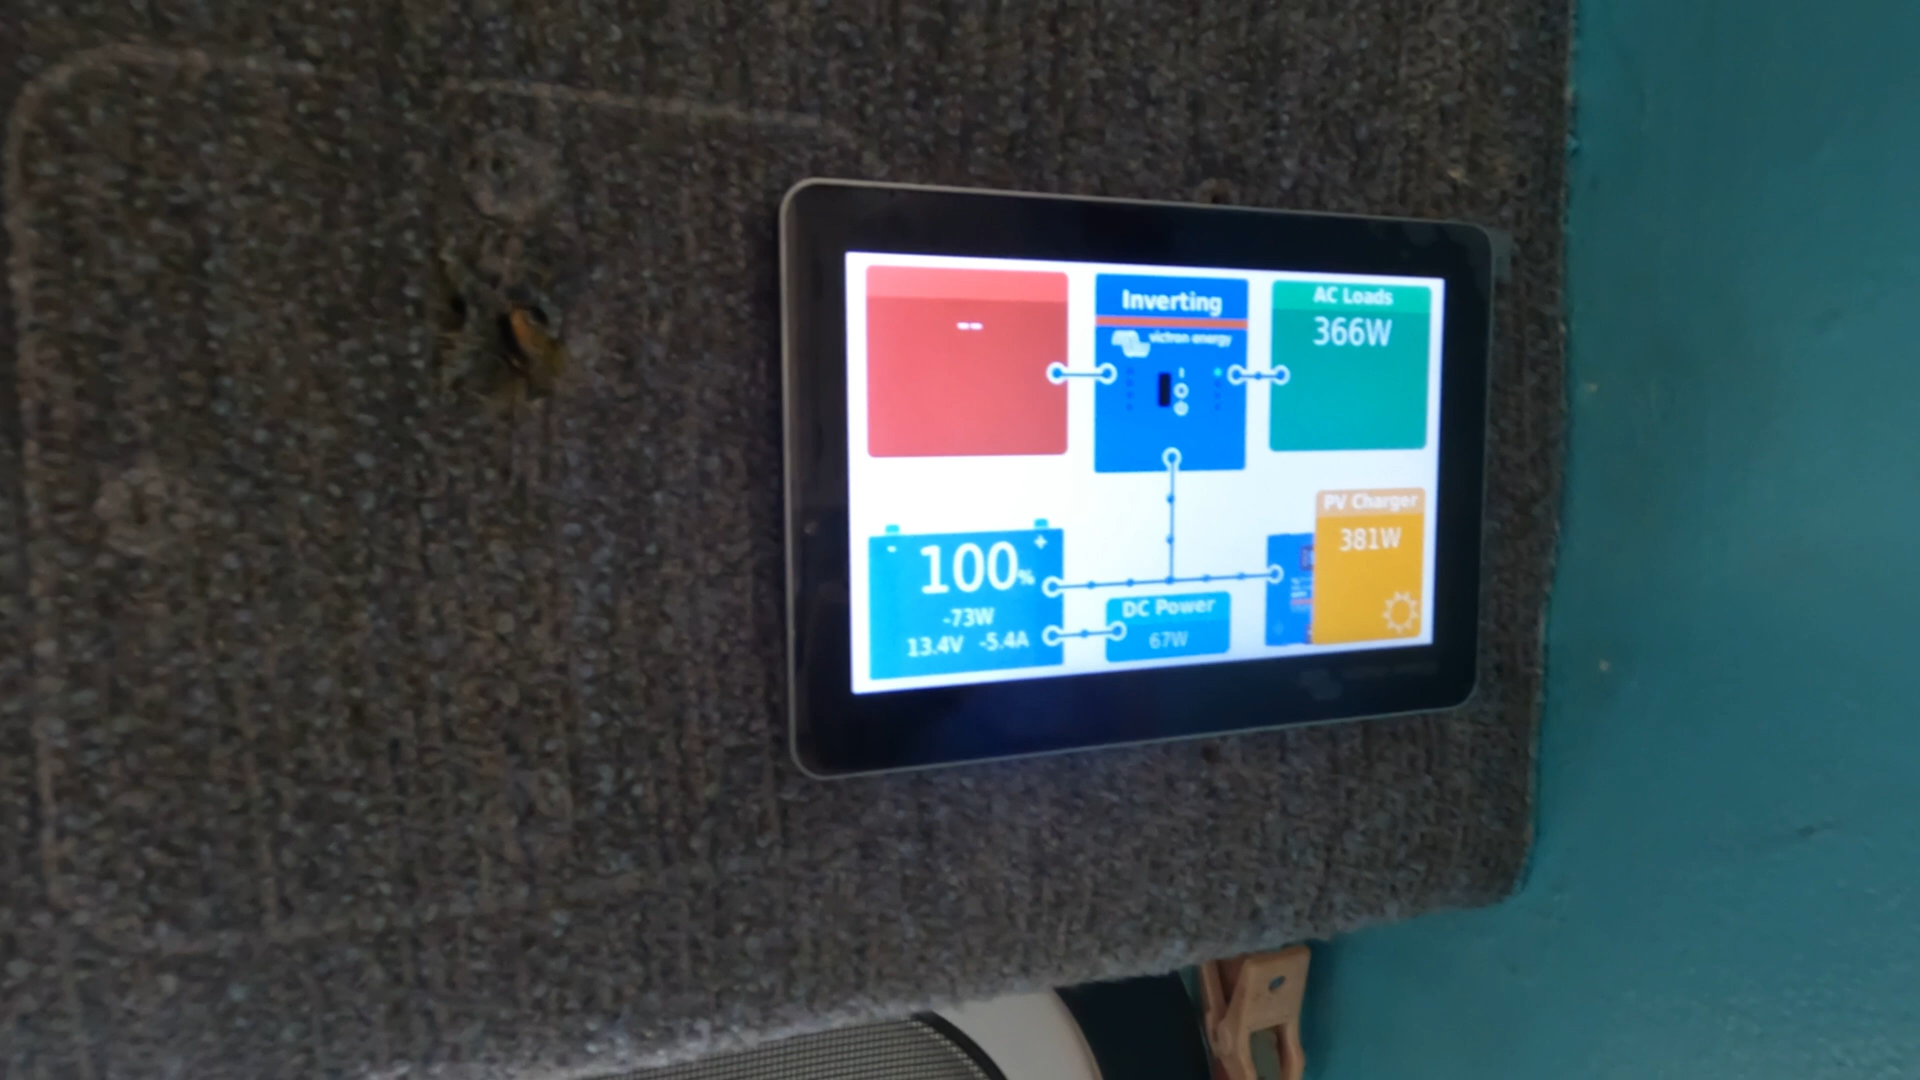 --
Inverting
victron energy
AC Loads
366W
- +
100%
-73W
13.4V -5.4A
DC Power
67W
PV Charger
381W